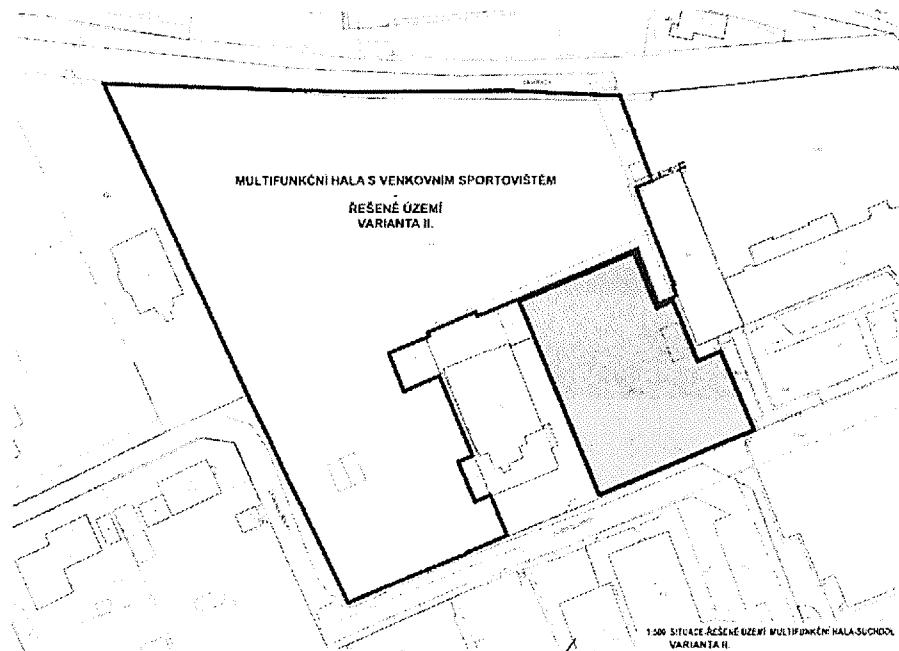 MULTIFUNKČNÍ HALA S VENKOVNÍM SPORTOVIŠTĚM
-
ŘEŠENÉ ÚZEMÍ
VARIANTA II.
1:500 SITUACE-ŘEŠENÉ ÚZEMÍ MULTIFUNKČNÍ HALA-SUCHDOL
VARIANTA II.